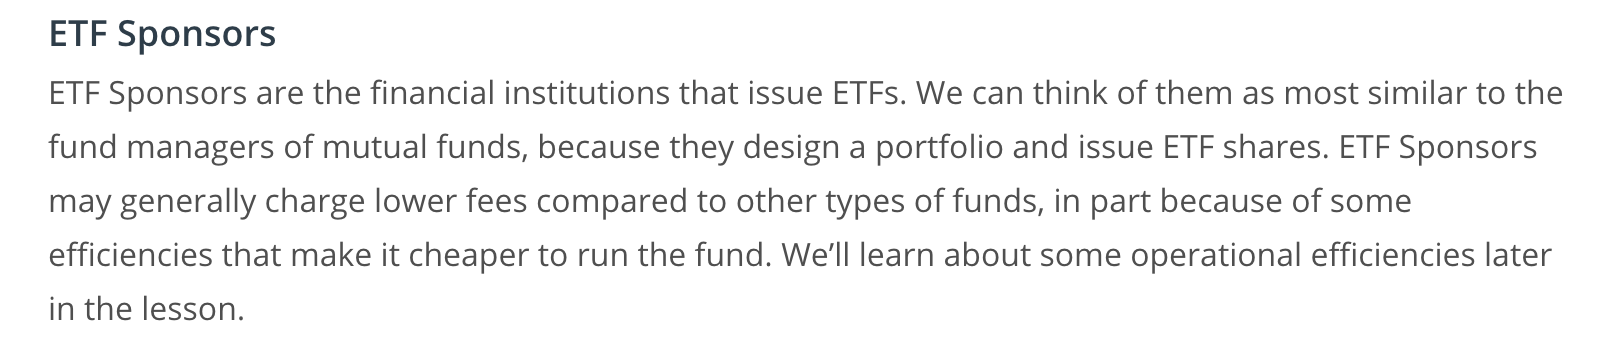 ETF Sponsors
ETF Sponsors are the financial institutions that issue ETFs. We can think of them as most similar to the
fund managers of mutual funds, because they design a portfolio and issue ETF shares. ETF Sponsors
may generally charge lower fees compared to other types of funds, in part because of some
efficiencies that make it cheaper to run the fund. We’ll learn about some operational efficiencies later
in the lesson.